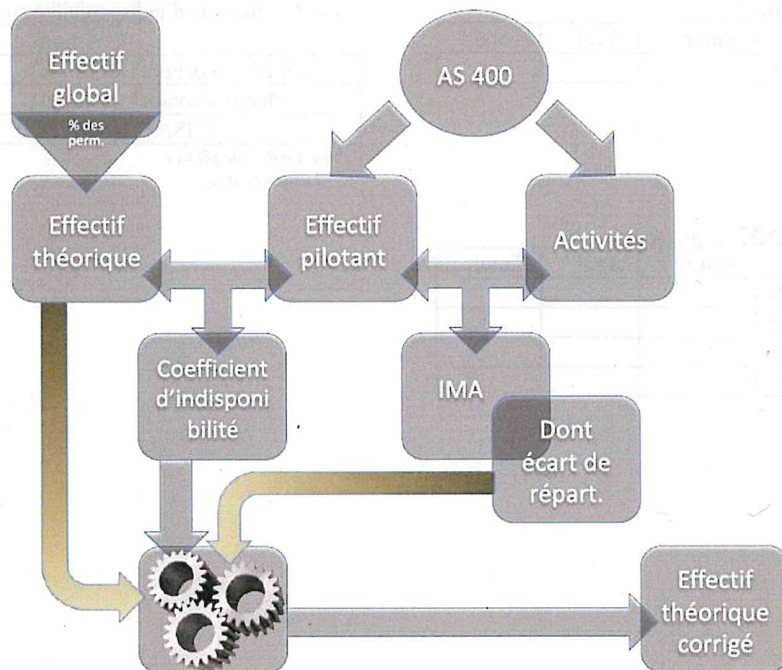 Effectif
global
% des
perm.
AS 400
Effectif
théorique
Effectif
pilotant
Activités
Coefficient
d'indisponi
bilité
IMA
Dont
écart de
répart.
Effectif
théorique
corrigé